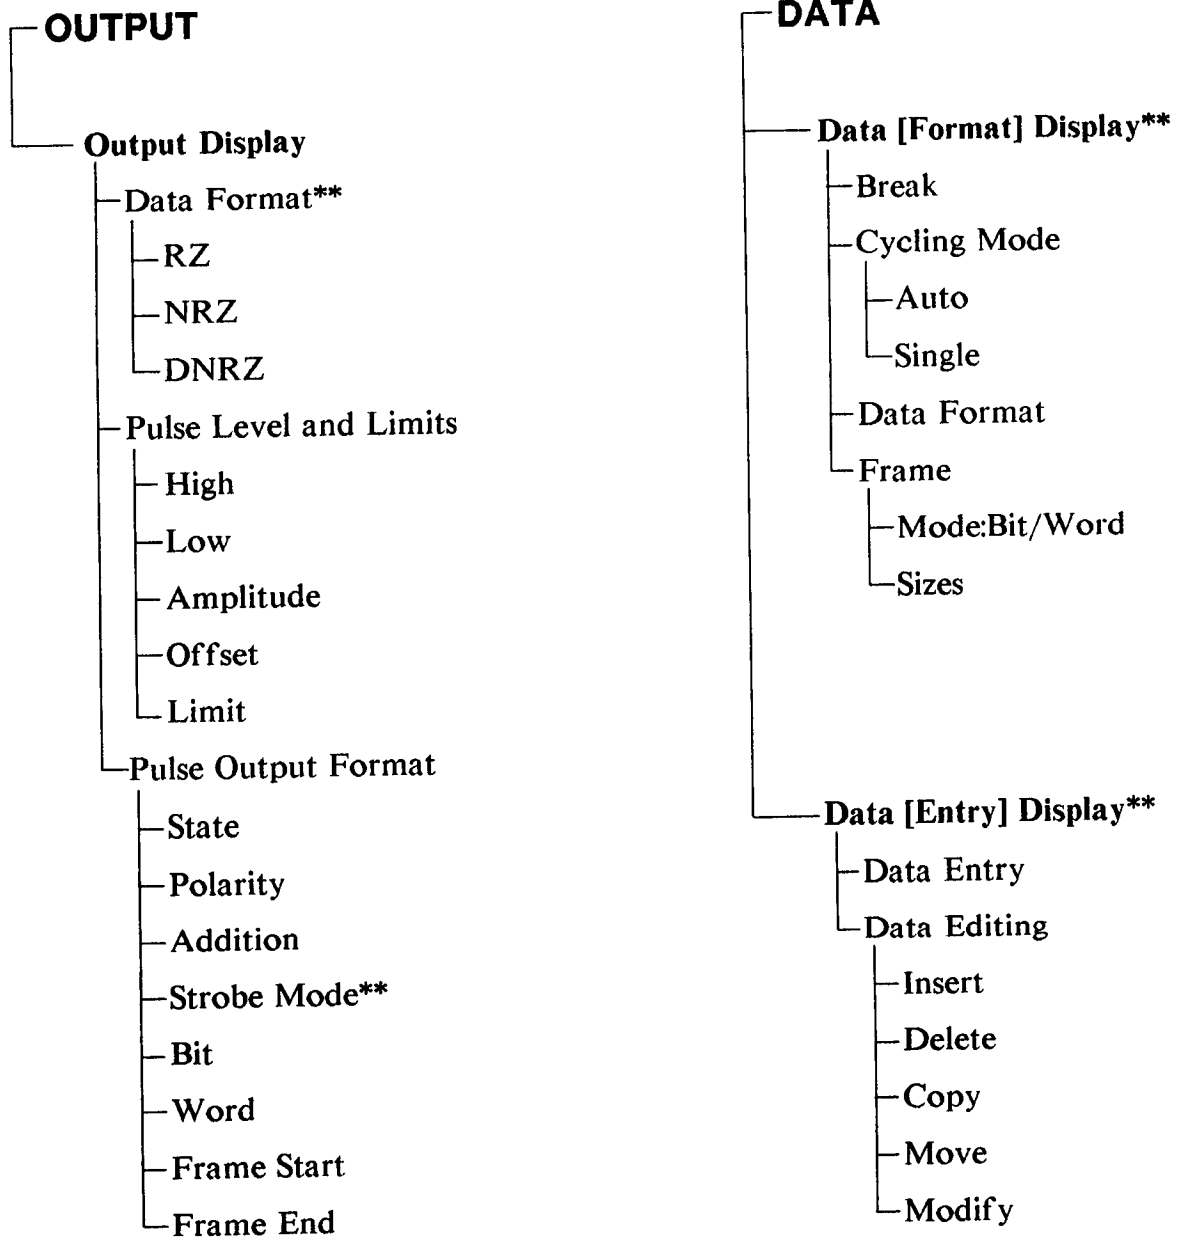 OUTPUT
Output Display
Data Format**
RZ
NRZ
DNRZ
Pulse Level and Limits
High
Low
Amplitude
Offset
Limit
Pulse Output Format
State
Polarity
Addition
Strobe Mode**
Bit
Word
Frame Start
Frame End
DATA
Data [Format] Display**
Break
Cycling Mode
Auto
Single
Data Format
Frame
Mode:Bit/Word
Sizes
Data [Entry] Display**
Data Entry
Data Editing
Insert
Delete
Copy
Move
Modify